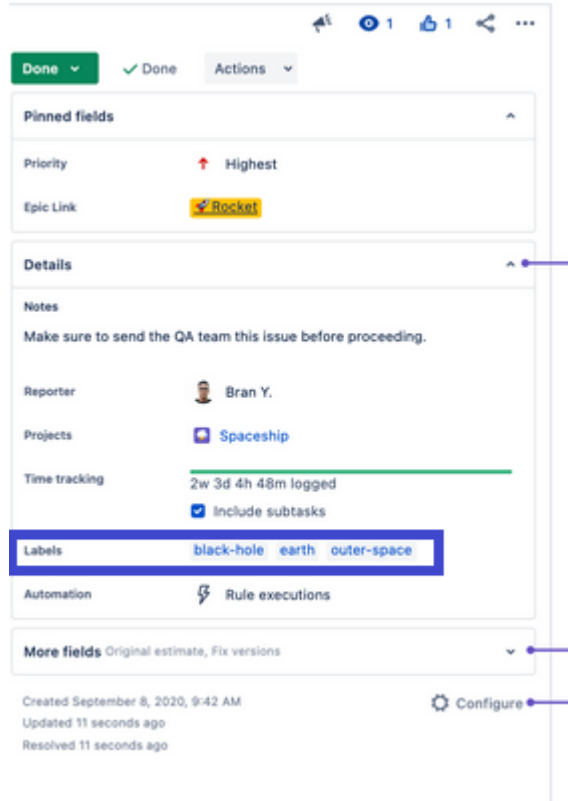 1 1
Done Done Actions
Pinned fields
Priority Highest
Epic Link Rocket
Details
Notes
Make sure to send the QA team this issue before proceeding.
Reporter Bran Y.
Projects Spaceship
Time tracking
2w 3d 4h 48m logged
Include subtasks
Labels black-hole earth outer-space
Automation Rule executions
More fields Original estimate, Fix versions
Created September 8, 2020, 9:42 AM Configure
Updated 11 seconds ago
Resolved 11 seconds ago